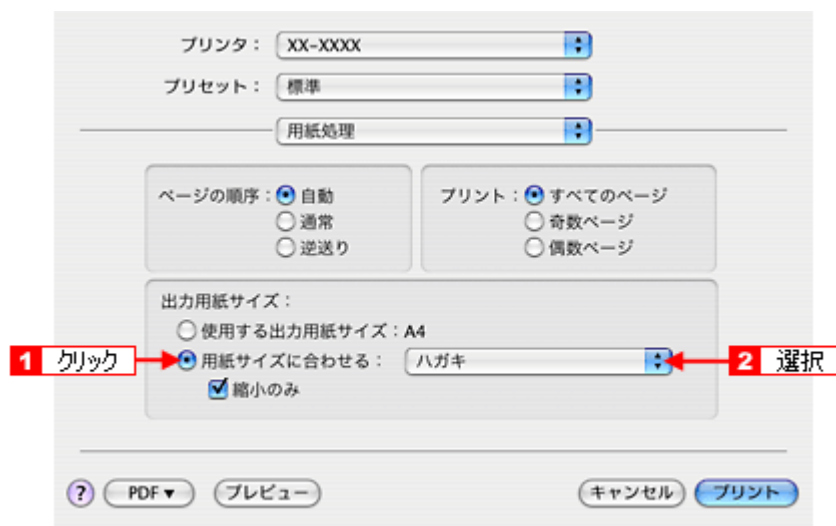 プリンタ： XX-XXXX
プリセット： 標準
用紙処理
ページの順序： 自動
通常
逆送り
プリント： すべてのページ
奇数ページ
偶数ページ
出力用紙サイズ：
使用する出力用紙サイズ：A4
1 クリック 用紙サイズに合わせる： ハガキ 2 選択
縮小のみ
? PDF▼ プレビュー キャンセル プリント